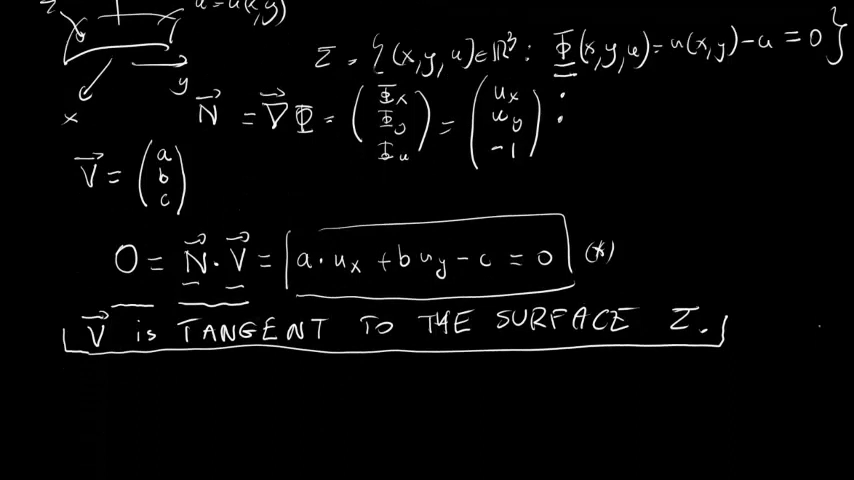 Σ u = u(x,y)
Σ = { (x, y, u) ∈ ℝ³ : Φ(x, y, u) = u(x, y) - u = 0 }
y
x
N⃗ = ∇⃗Φ = (Φx Φy Φu) = (ux uy -1) :
V⃗ = (a b c)
0 = N⃗ · V⃗ = a · ux + b uy - c = 0 (*)
V⃗ is TANGENT TO THE SURFACE Σ.